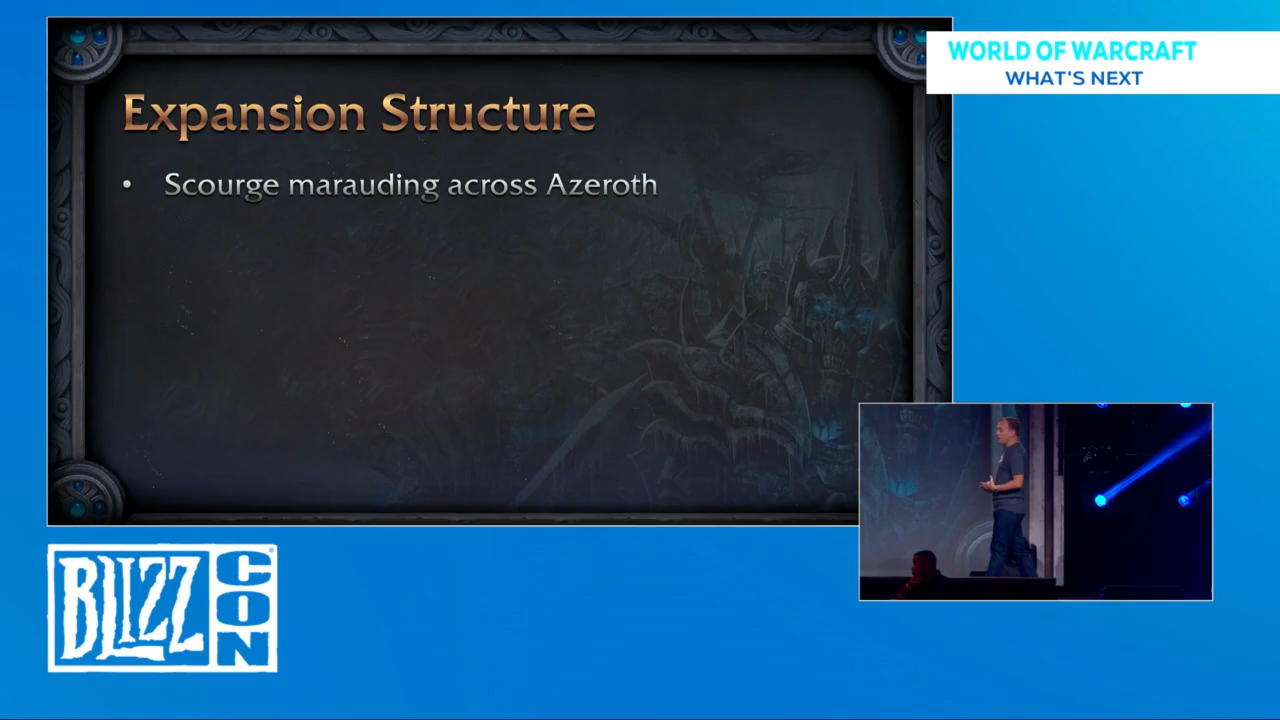 WORLD OF WARCRAFT
WHAT'S NEXT
Expansion Structure
• Scourge marauding across Azeroth
BLIZZ
CON